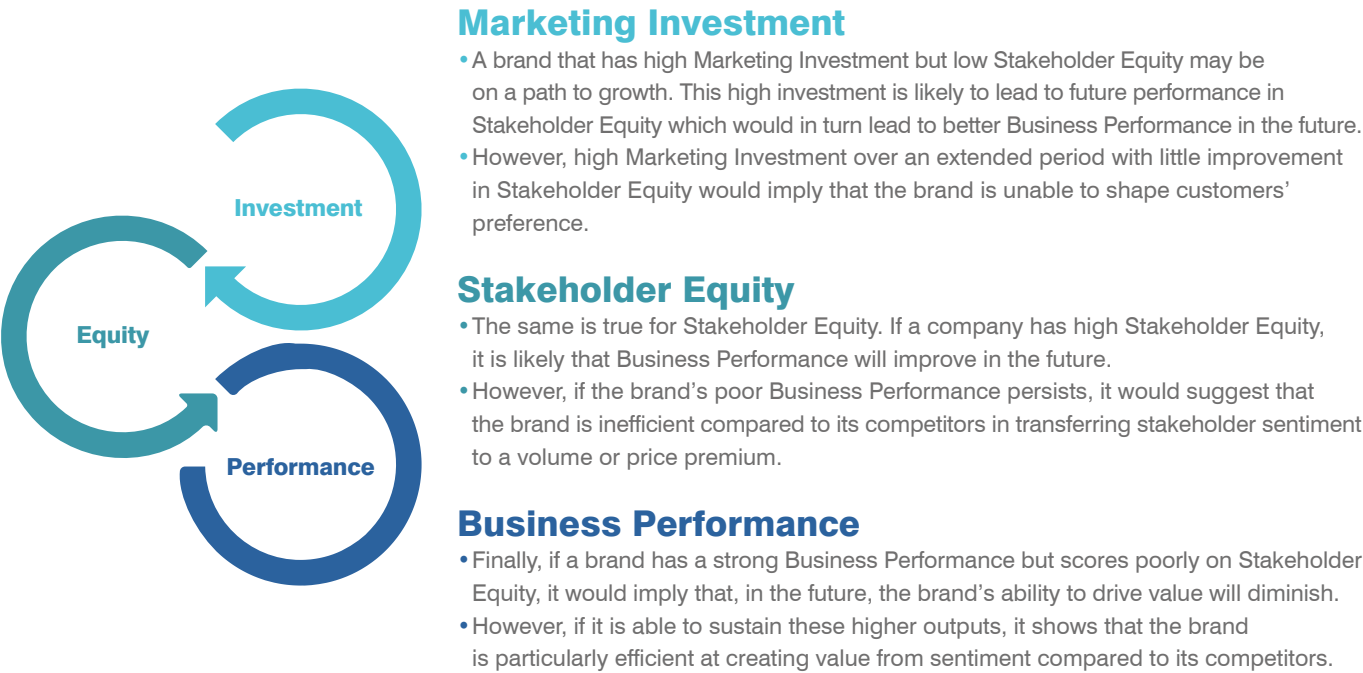 Marketing Investment
• A brand that has high Marketing Investment but low Stakeholder Equity may be
on a path to growth. This high investment is likely to lead to future performance in
Stakeholder Equity which would in turn lead to better Business Performance in the future.
• However, high Marketing Investment over an extended period with little improvement
in Stakeholder Equity would imply that the brand is unable to shape customers’
preference.
Investment
Stakeholder Equity
• The same is true for Stakeholder Equity. If a company has high Stakeholder Equity,
it is likely that Business Performance will improve in the future.
• However, if the brand’s poor Business Performance persists, it would suggest that
the brand is inefficient compared to its competitors in transferring stakeholder sentiment
to a volume or price premium.
Equity
Business Performance
• Finally, if a brand has a strong Business Performance but scores poorly on Stakeholder
Equity, it would imply that, in the future, the brand’s ability to drive value will diminish.
• However, if it is able to sustain these higher outputs, it shows that the brand
is particularly efficient at creating value from sentiment compared to its competitors.
Performance